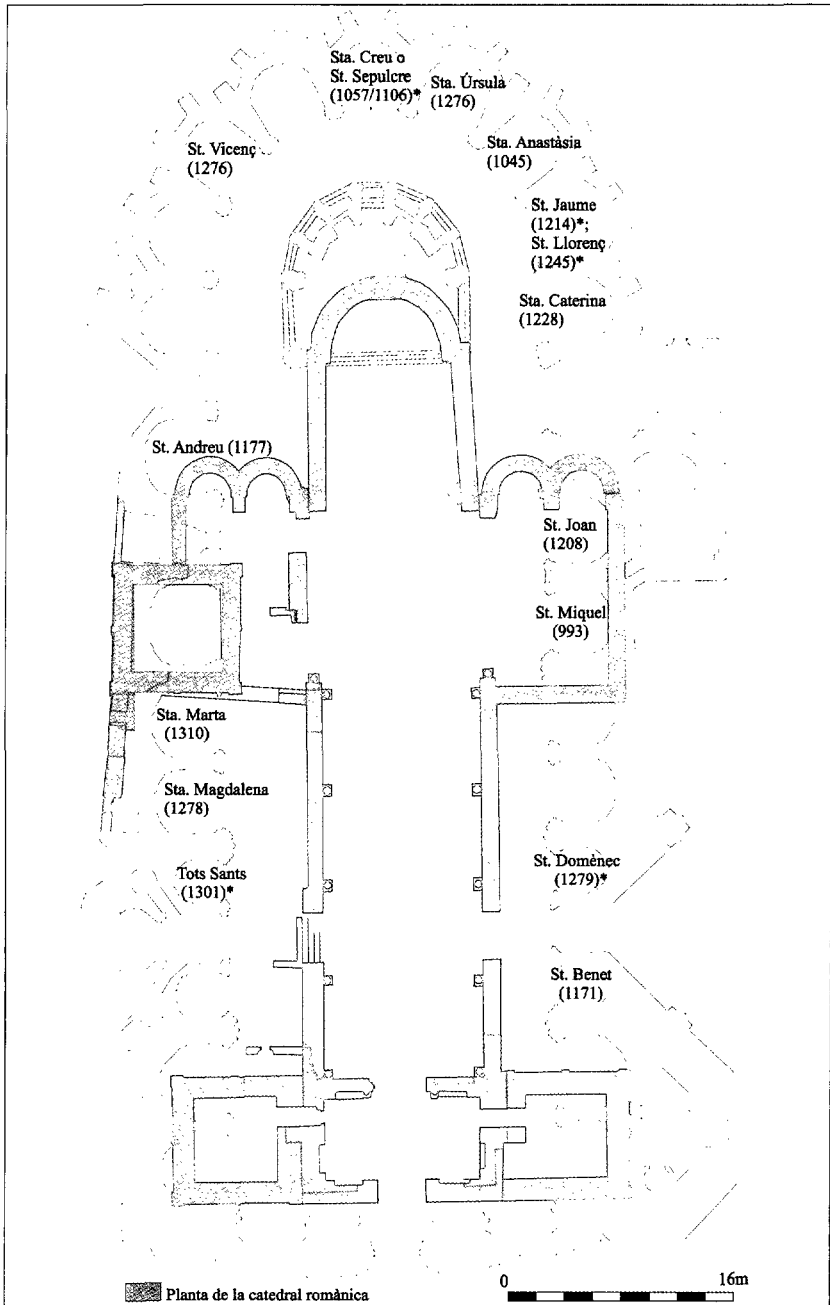 Sta. Creu o
St. Sepulcre
(1057/1106)*
Sta. Úrsula
(1276)
St. Vicenç
(1276)
Sta. Anastàsia
(1045)
St. Jaume
(1214)*;
St. Llorenç
(1245)*
Sta. Caterina
(1228)
St. Andreu (1177)
St. Joan
(1208)
St. Miquel
(993)
Sta. Marta
(1310)
Sta. Magdalena
(1278)
Tots Sants
(1301)*
St. Domènec
(1279)*
St. Benet
(1171)
Planta de la catedral romànica
0
16m